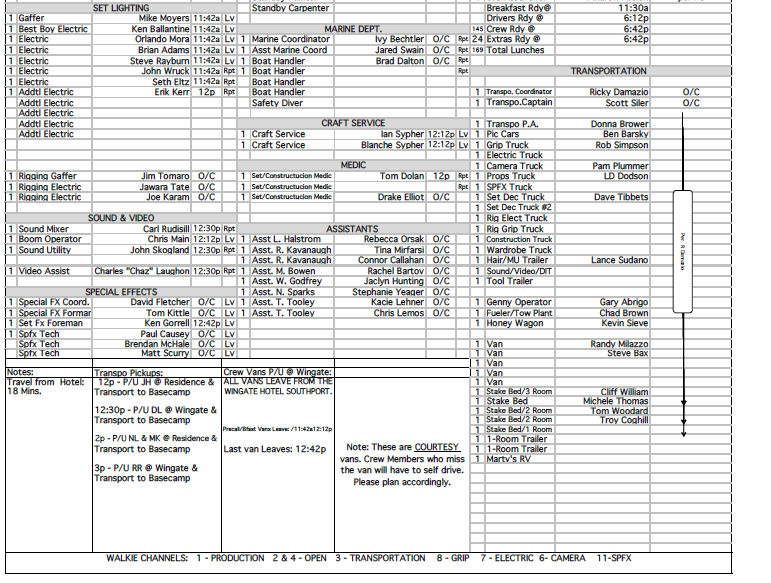 Standby Carpenter
Breakfast Rdy@ 11:30a
SET LIGHTING
Drivers Rdy @ 6:12p
1 Gaffer Mike Moyers 11:42a Lv
MARINE DEPT.
145 Crew Rdy @ 6:42p
1 Best Boy Electric Ken Ballantine 11:42a Lv
1 Electric Orlando Mora 11:42a Lv
1 Marine Coordinator Ivy Bechtler O/C Rpt
24 Extras Rdy @ 6:42p
1 Electric Brian Adams 11:42a Lv
1 Asst Marine Coord Jared Swain O/C Rpt
169 Total Lunches
1 Electric Steve Rayburn 11:42a Lv
1 Boat Handler Brad Dalton O/C Rpt
1 Electric John Wruck 11:42a Rpt
1 Boat Handler Rpt
TRANSPORTATION
1 Electric Seth Eltz 11:42a Rpt
Boat Handler
1 Addtl Electric Erik Kerr 12p Rpt
Boat Handler
1 Transpo. Coordinator Ricky Damazio O/C
Addtl Electric
Safety Diver
1 Transpo.Captain Scott Siler O/C
Addtl Electric
Addtl Electric
CRAFT SERVICE
1 Transpo P.A. Donna Brower
Addtl Electric
1 Craft Service Ian Sypher 12:12p Lv
1 Pic Cars Ben Barsky
1 Craft Service Blanche Sypher 12:12p Lv
1 Grip Truck Rob Simpson
1 Electric Truck
MEDIC
1 Camera Truck Pam Plummer
1 Rigging Gaffer Jim Tomaro O/C
1 Set/Constructucion Medic Tom Dolan 12p Rpt
1 Props Truck LD Dodson
1 Rigging Electric Jawara Tate O/C
Rpt
1 SPFX Truck
1 Rigging Electric Joe Karam O/C
1 Set/Constructucion Medic Drake Elliot O/C
1 Set Dec Truck Dave Tibbets
1 Set Dec Truck #2
SOUND & VIDEO
1 Rig Elect Truck
1 Sound Mixer Carl Rudisill 12:30p Rpt
ASSISTANTS
1 Rig Grip Truck
1 Boom Operator Chris Main 12:12p Lv
1 Asst L. Halstrom Rebecca Orsak O/C
1 Construction Truck
1 Sound Utility John Skogland 12:30p Rpt
1 Asst. R. Kavanaugh Tina Mirfarsi O/C
1 Wardrobe Truck
1 Asst. R. Kavanaugh Connor Callahan O/C
1 Hair/MU Trailer Lance Sudano
1 Video Assist Charles "Chaz" Laughon 12:30p Rpt
1 Asst. M. Bowen Rachel Bartov O/C
1 Sound/Video/DIT
1 Asst. W. Godfrey Jaclyn Hunting O/C
1 Tool Trailer
SPECIAL EFFECTS
1 Asst. N. Sparks Stephanie Yeager O/C
1 Special FX Coord. David Fletcher O/C Lv
1 Asst. T. Tooley Kacie Lehner O/C
1 Genny Operator Gary Abrigo
1 Special FX Forman Tom Kittle O/C Lv
1 Asst. T. Tooley Chris Lemos O/C
1 Fueler/Tow Plant Chad Brown
1 Set Fx Foreman Ken Gorrell 12:42p Lv
1 Honey Wagon Kevin Sieve
1 Spfx Tech Paul Causey O/C Lv
Spfx Tech Brendan McHale O/C Lv
1 Van Randy Milazzo
Spfx Tech Matt Scurry O/C Lv
1 Van Steve Bax
1 Van
1 Van
Per R Damazio
Notes:
Travel from Hotel:
18 Mins.
Transpo Pickups:
12p - P/U JH @ Residence &
Transport to Basecamp
12:30p - P/U DL @ Wingate &
Transport to Basecamp
2p - P/U NL & MK @ Residence &
Transport to Basecamp
3p - P/U RR @ Wingate &
Transport to Basecamp
Crew Vans P/U @ Wingate:
ALL VANS LEAVE FROM THE
WINGATE HOTEL SOUTHPORT.
Precall/Bfast Vans Leave: /11:42a12:12p
Last van Leaves: 12:42p
Note: These are COURTESY
vans. Crew Members who miss
the van will have to self drive.
Please plan accordingly.
1 Stake Bed/3 Room Cliff William
1 Stake Bed Michele Thomas
1 Stake Bed/2 Room Tom Woodard
1 Stake Bed/2 Room Troy Coghill
1 Stake Bed/1 Room
1 1-Room Trailer
1 1-Room Trailer
1 Marty's RV
WALKIE CHANNELS: 1 - PRODUCTION 2 & 4 - OPEN 3 - TRANSPORTATION 8 - GRIP 7 - ELECTRIC 6- CAMERA 11-SPFX